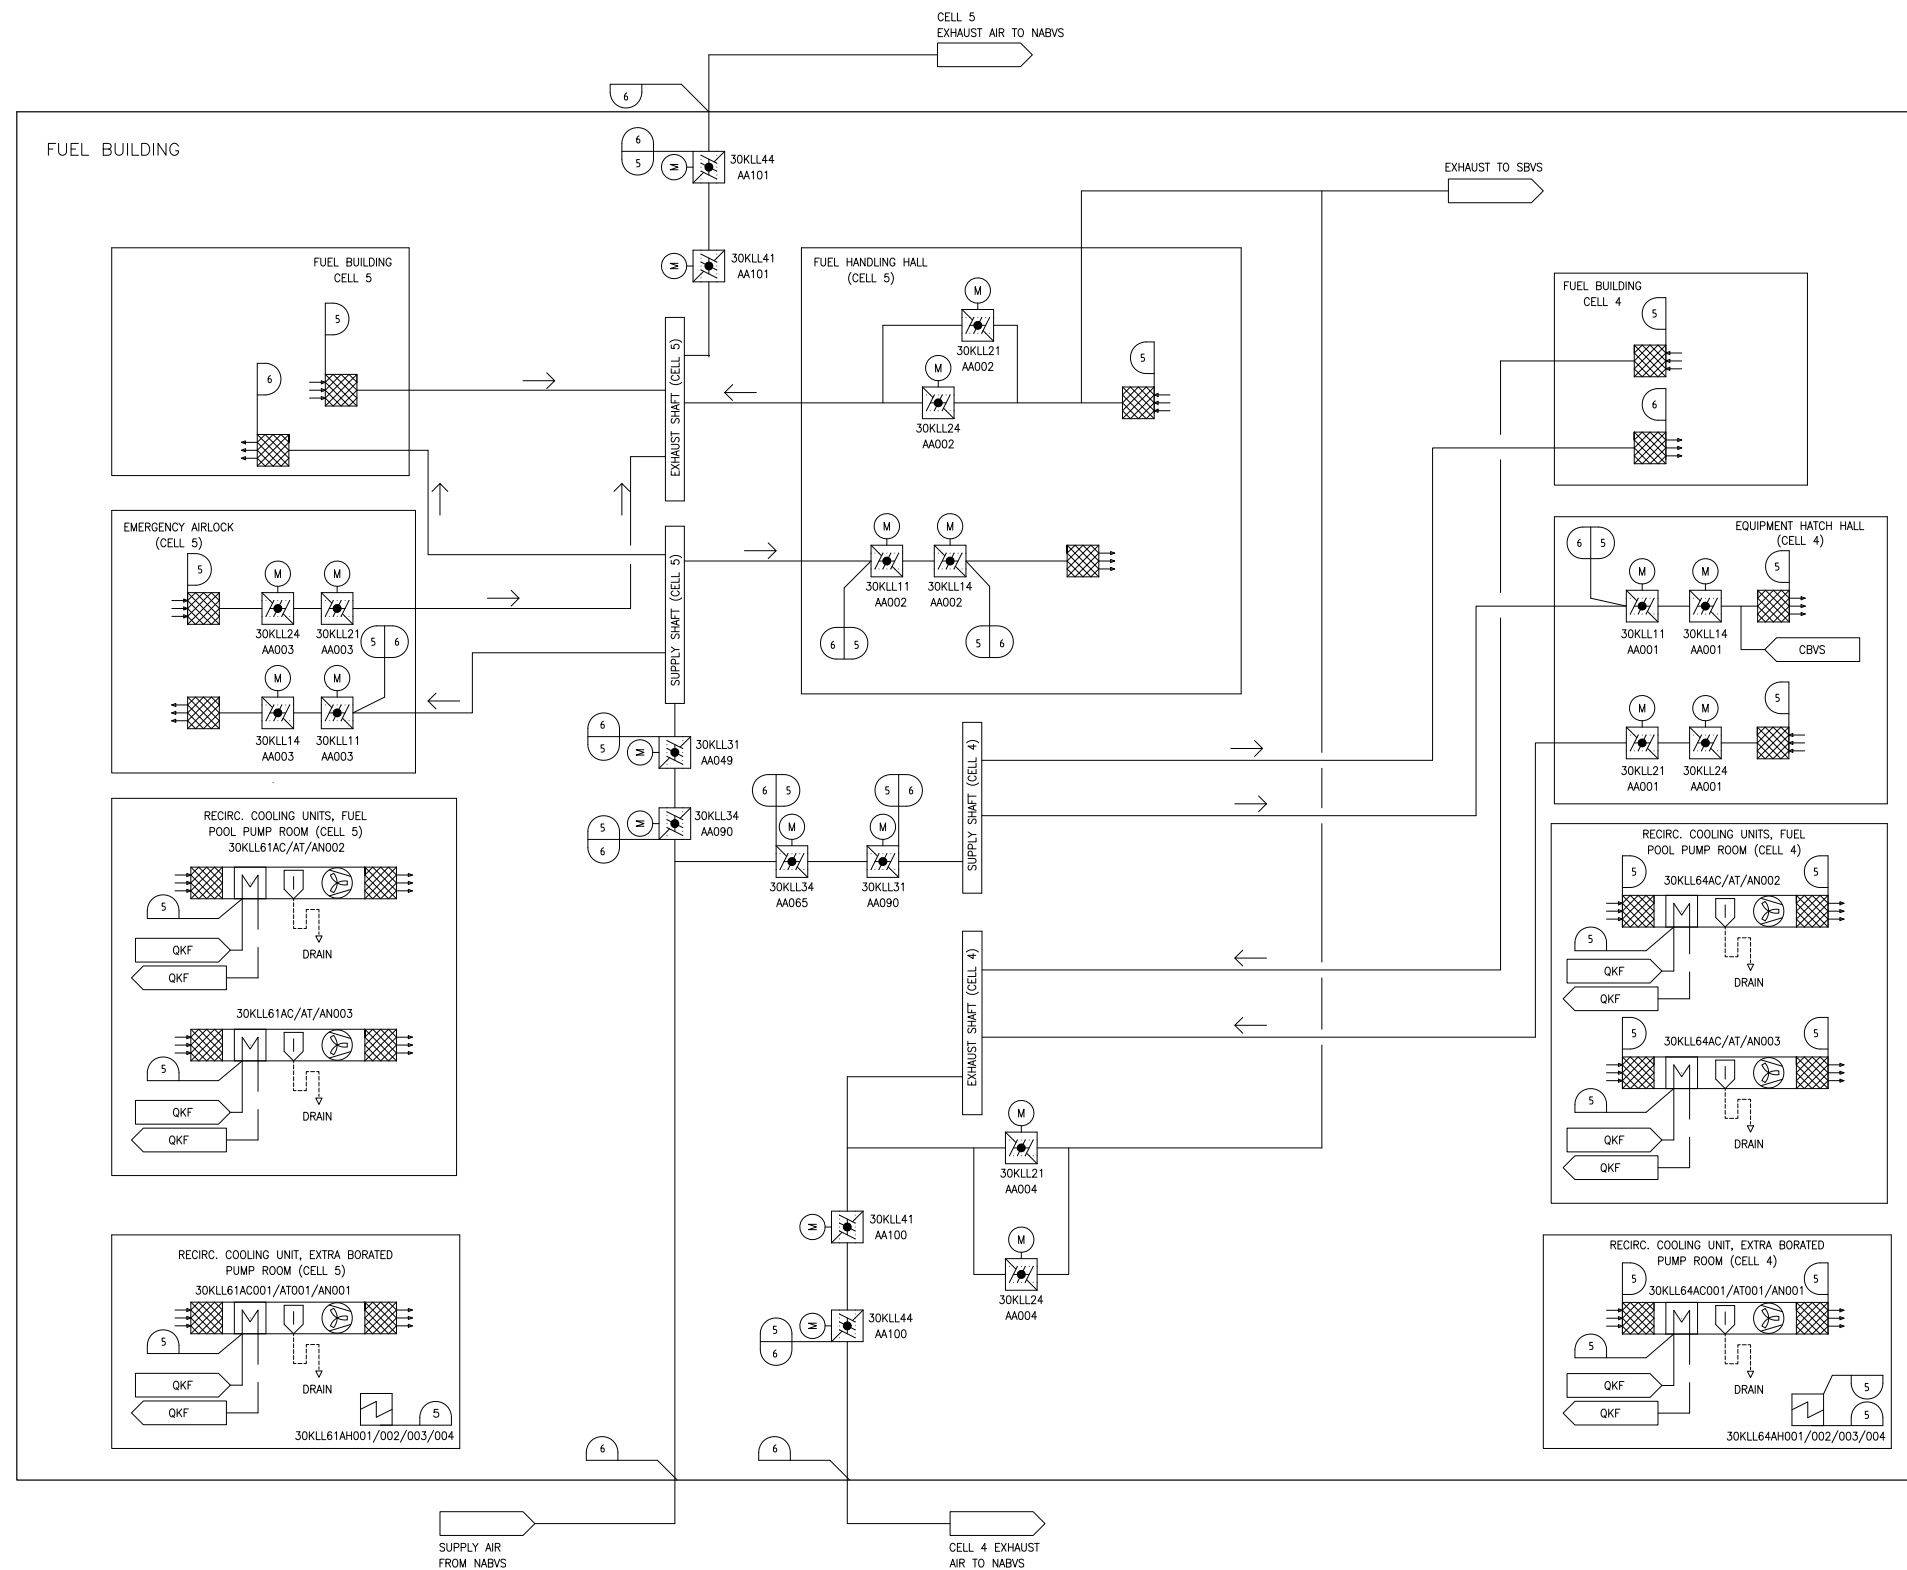 CELL 5
EXHAUST AIR TO NABVS
6
FUEL BUILDING
6
5
M
30KLL44
AA101
EXHAUST TO SBVS
M
30KLL41
AA101
FUEL BUILDING
CELL 5
5
6
EXHAUST SHAFT (CELL 5)
FUEL HANDLING HALL
(CELL 5)
M
30KLL21
AA002
M
30KLL24
AA002
5
M
30KLL11
AA002
M
30KLL14
AA002
6 5
5 6
FUEL BUILDING
CELL 4
5
6
EMERGENCY AIRLOCK
(CELL 5)
5
M
30KLL24
AA003
M
30KLL21
AA003
5 6
M
30KLL14
AA003
M
30KLL11
AA003
SUPPLY SHAFT (CELL 5)
EQUIPMENT HATCH HALL
(CELL 4)
6 5
M
30KLL11
AA001
M
30KLL14
AA001
5
CBVS
M
30KLL21
AA001
M
30KLL24
AA001
5
6
5
M
30KLL31
AA049
5
6
M
30KLL34
AA090
6 5
M
30KLL34
AA065
5 6
M
30KLL31
AA090
SUPPLY SHAFT (CELL 4)
EXHAUST SHAFT (CELL 4)
RECIRC. COOLING UNITS, FUEL
POOL PUMP ROOM (CELL 5)
30KLL61AC/AT/AN002
5
QKF
QKF
DRAIN
30KLL61AC/AT/AN003
5
QKF
QKF
DRAIN
RECIRC. COOLING UNITS, FUEL
POOL PUMP ROOM (CELL 4)
5
30KLL64AC/AT/AN002
5
5
QKF
QKF
DRAIN
5
30KLL64AC/AT/AN003
5
5
QKF
QKF
DRAIN
M
30KLL21
AA004
M
30KLL24
AA004
M
30KLL41
AA100
M
30KLL44
AA100
5
6
RECIRC. COOLING UNIT, EXTRA BORATED
PUMP ROOM (CELL 5)
30KLL61AC001/AT001/AN001
5
QKF
QKF
DRAIN
5
30KLL61AH001/002/003/004
RECIRC. COOLING UNIT, EXTRA BORATED
PUMP ROOM (CELL 4)
5
30KLL64AC001/AT001/AN001
5
5
QKF
QKF
DRAIN
5
5
30KLL64AH001/002/003/004
6
6
SUPPLY AIR
FROM NABVS
CELL 4 EXHAUST
AIR TO NABVS